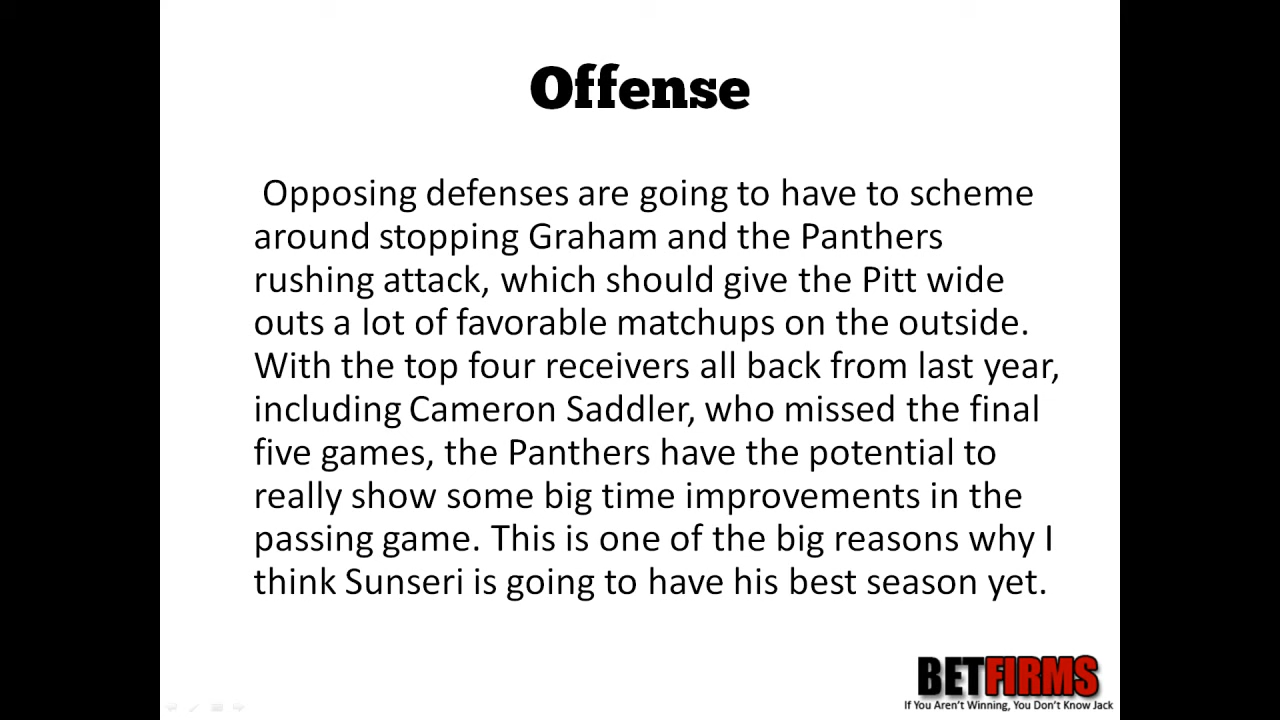 Offense
Opposing defenses are going to have to scheme
around stopping Graham and the Panthers
rushing attack, which should give the Pitt wide
outs a lot of favorable matchups on the outside.
With the top four receivers all back from last year,
including Cameron Saddler, who missed the final
five games, the Panthers have the potential to
really show some big time improvements in the
passing game. This is one of the big reasons why I
think Sunseri is going to have his best season yet.
BETFIRMS
If You Aren't Winning, You Don't Know Jack